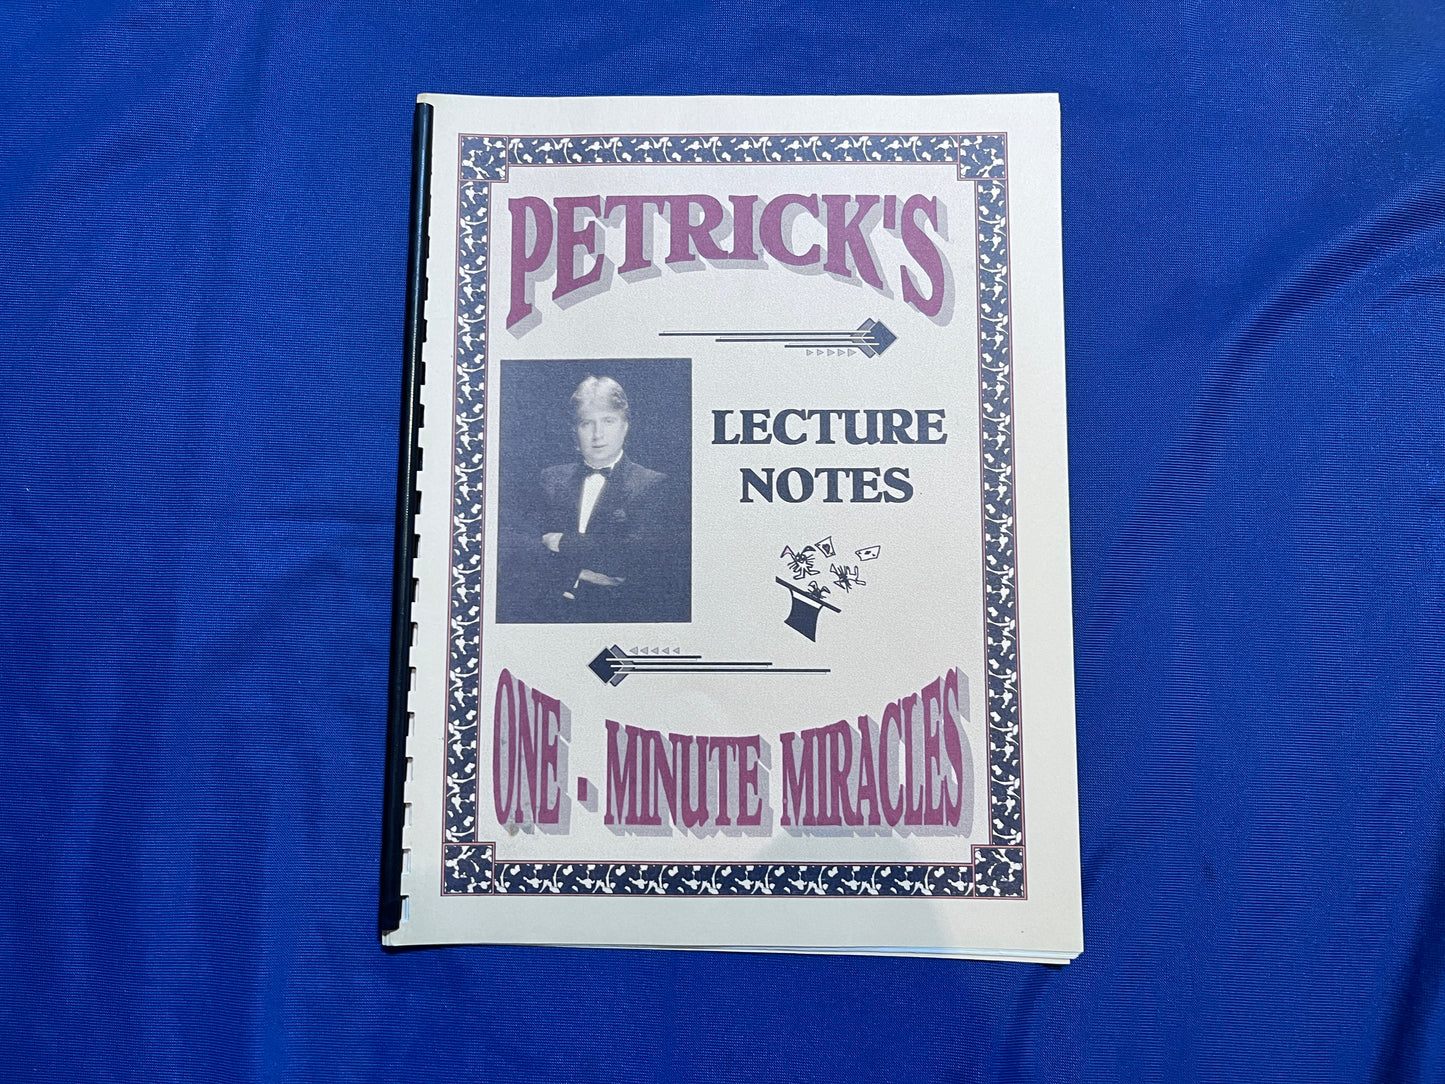 PETRICK'S
LECTURE
NOTES
ONE - MINUTE MIRACLES